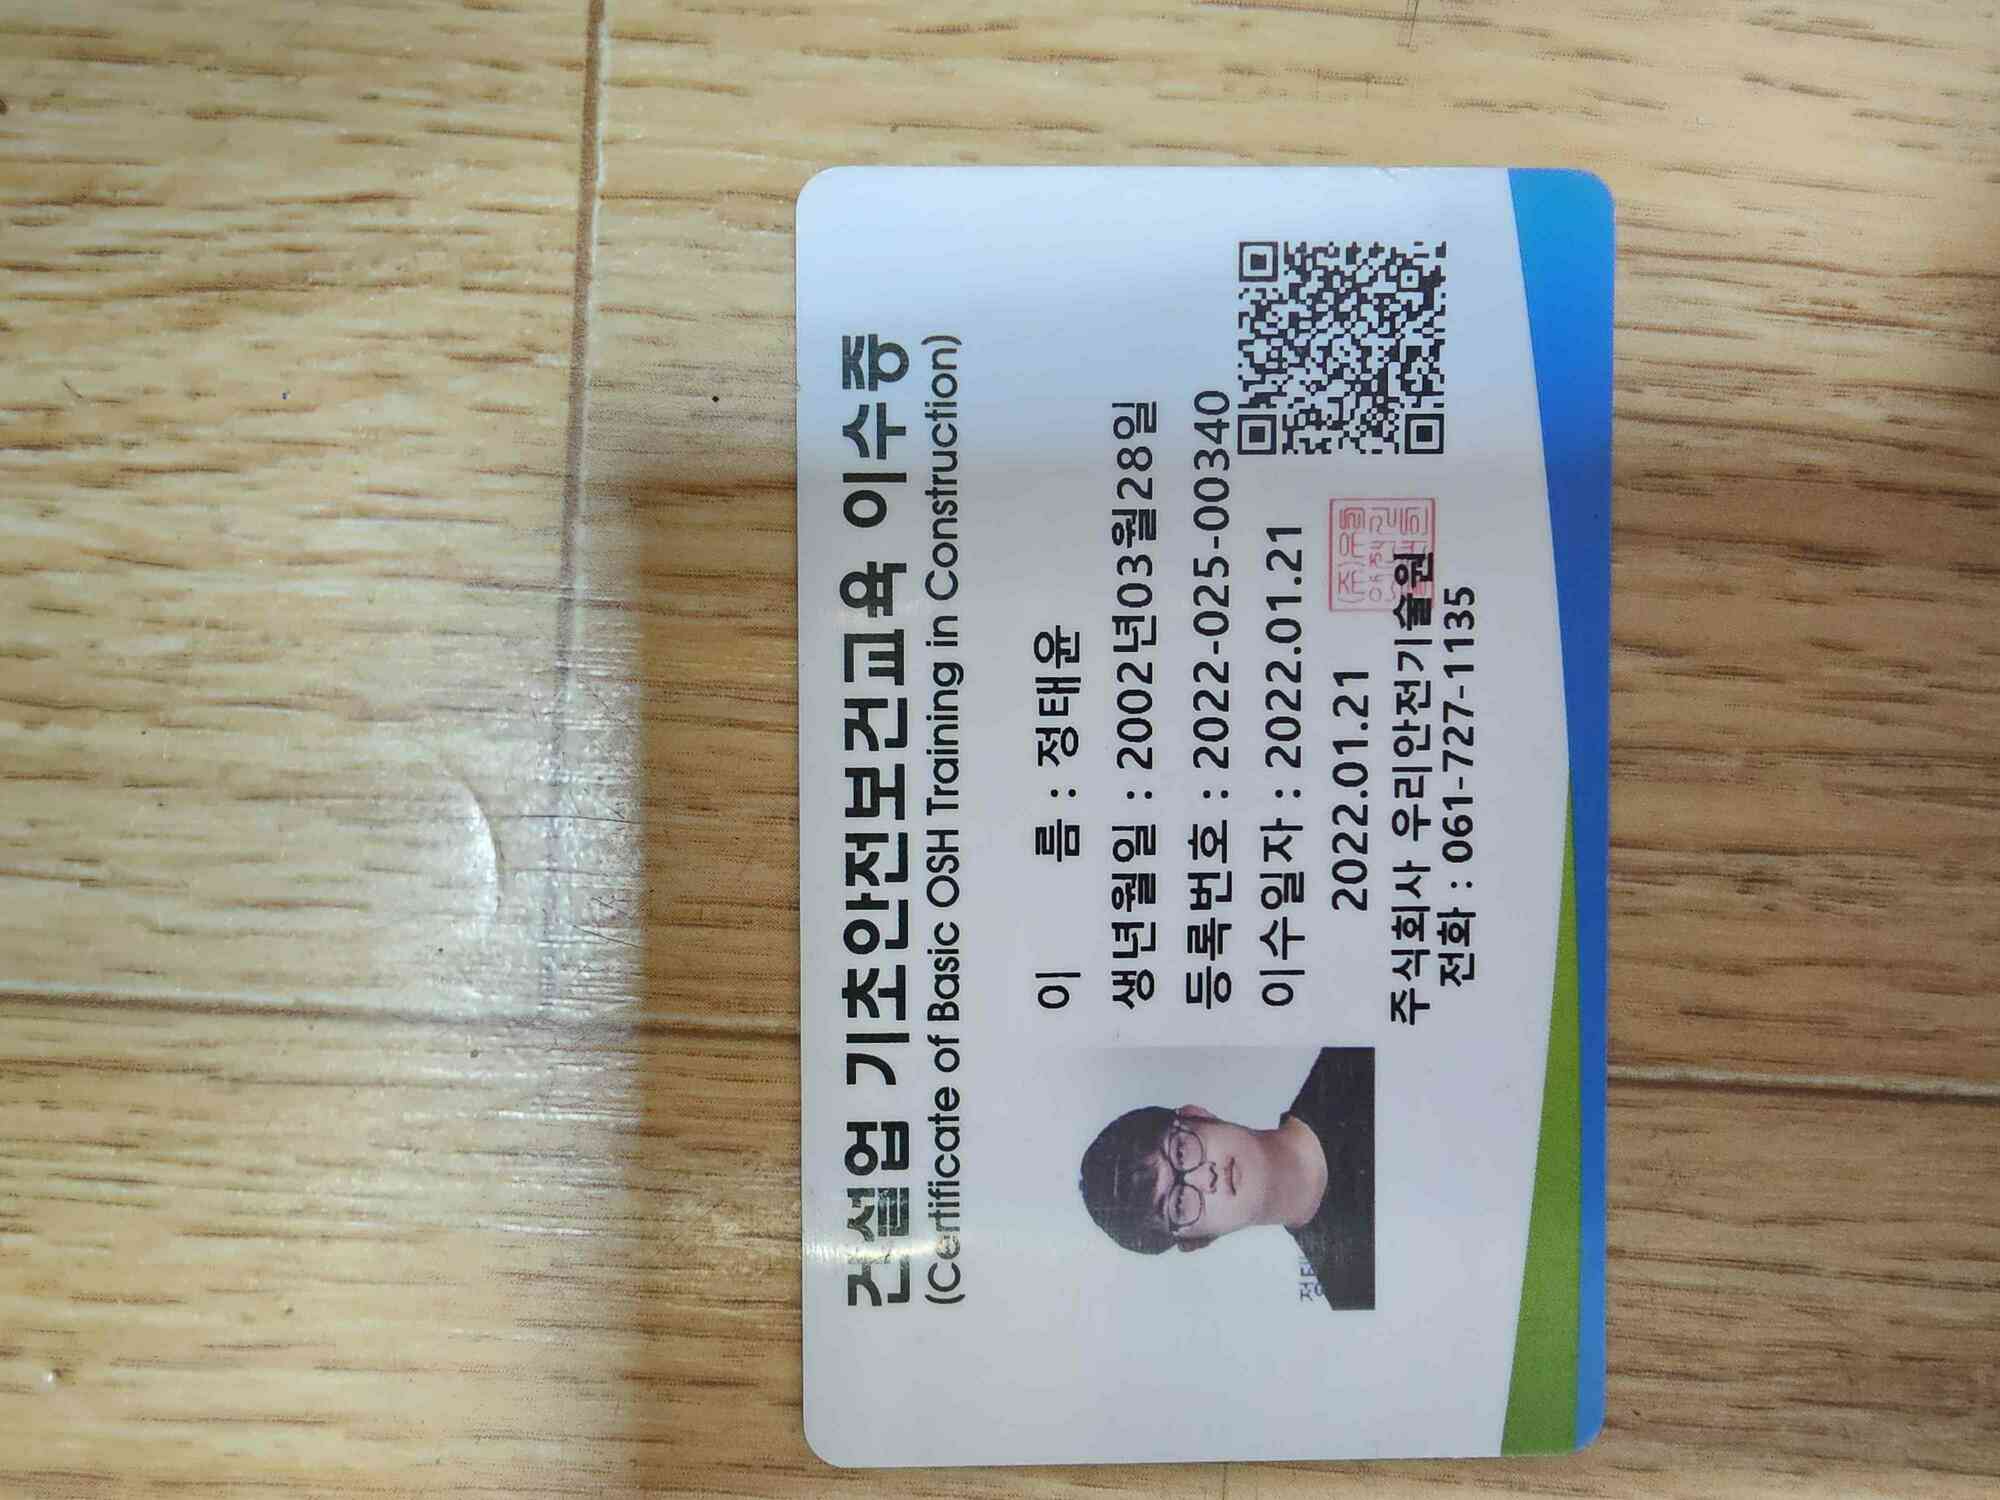 건설업 기초안전보건교육 이수증
(Certificate of Basic OSH Training in Construction)
이 름 : 정태윤
생년월일 : 2002년03월28일
등록번호 : 2022-025-00340
이수일자 : 2022.01.21
2022.01.21
주식회사 우리안전기술원
전화 : 061-727-1135